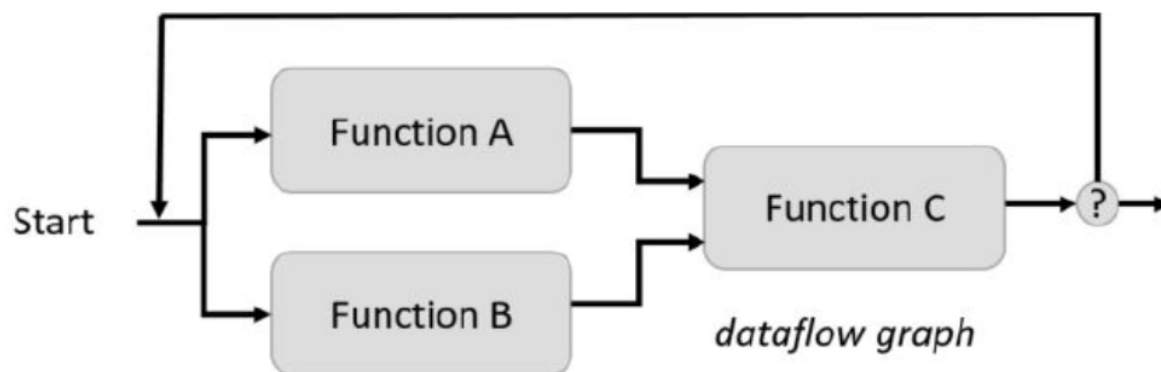 Function A
Function C
?
Start
Function B
dataflow graph